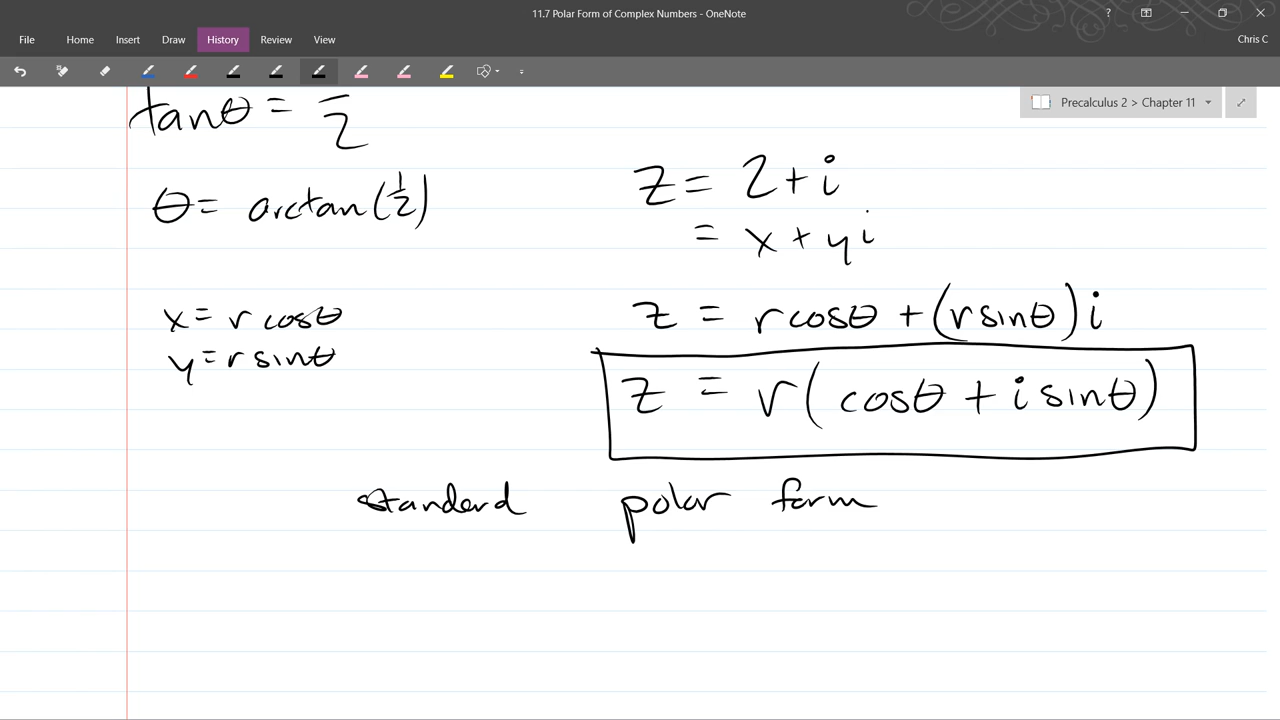 11.7 Polar Form of Complex Numbers - OneNote
File Home Insert Draw History Review View
Chris C
Precalculus 2 > Chapter 11
tanθ = — 2
θ = arctan(1/2)
x = r cosθ
y = r sinθ
z = 2 + i
= x + yi
z = r cosθ + (r sinθ)i
z = r(cosθ + i sinθ)
standard polar form